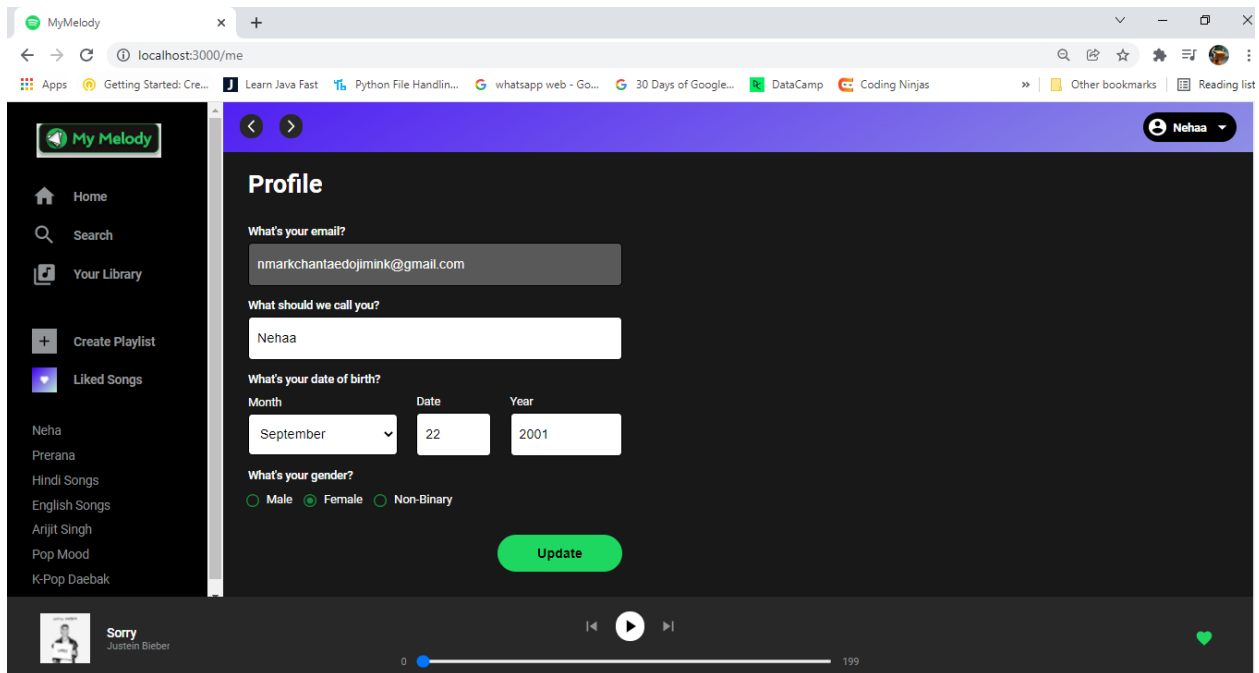 MyMelody
localhost:3000/me
Apps Getting Started: Cre... Learn Java Fast Python File Handlin... whatsapp web - Go... 30 Days of Google... DataCamp Coding Ninjas » Other bookmarks Reading list
My Melody
Nehaa
Home
Search
Your Library
Create Playlist
Liked Songs
Neha
Prerana
Hindi Songs
English Songs
Arijit Singh
Pop Mood
K-Pop Daebak
Profile
What's your email?
nmarkchantaedojimink@gmail.com
What should we call you?
Nehaa
What's your date of birth?
Month Date Year
September 22 2001
What's your gender?
Male Female Non-Binary
Update
Sorry
Justein Bieber
0 199